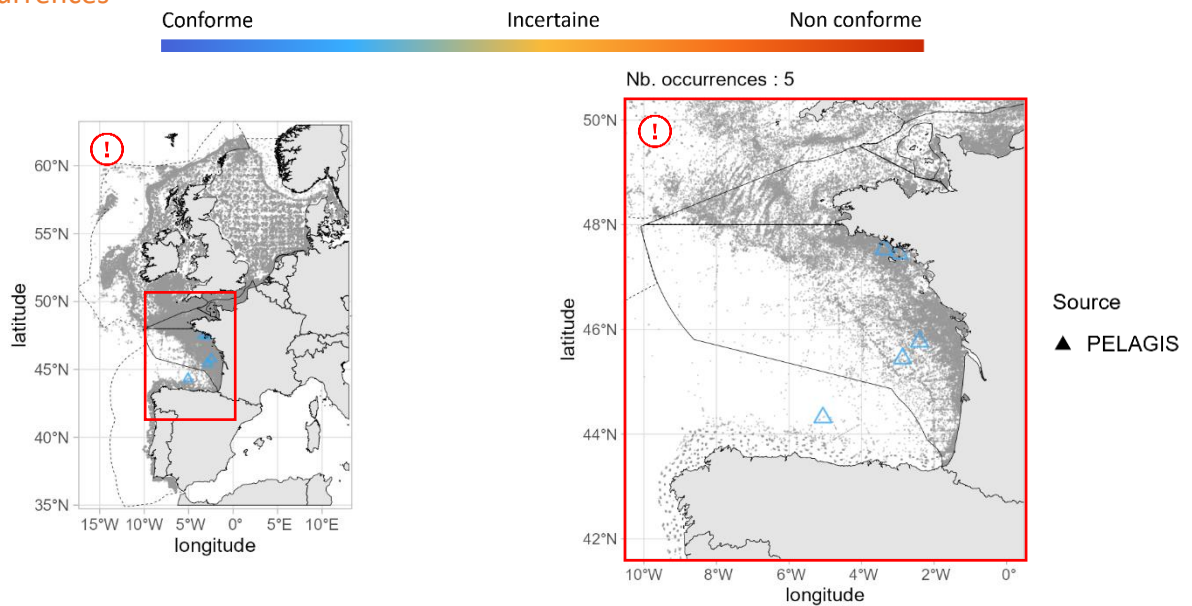 urrences
Conforme Incertaine Non conforme
Nb. occurrences : 5
!
60°N
55°N
50°N
45°N
40°N
35°N
latitude
15°W 10°W 5°W 0° 5°E 10°E
longitude
!
50°N
48°N
46°N
44°N
42°N
latitude
10°W 8°W 6°W 4°W 2°W 0°
longitude
Source
PELAGIS